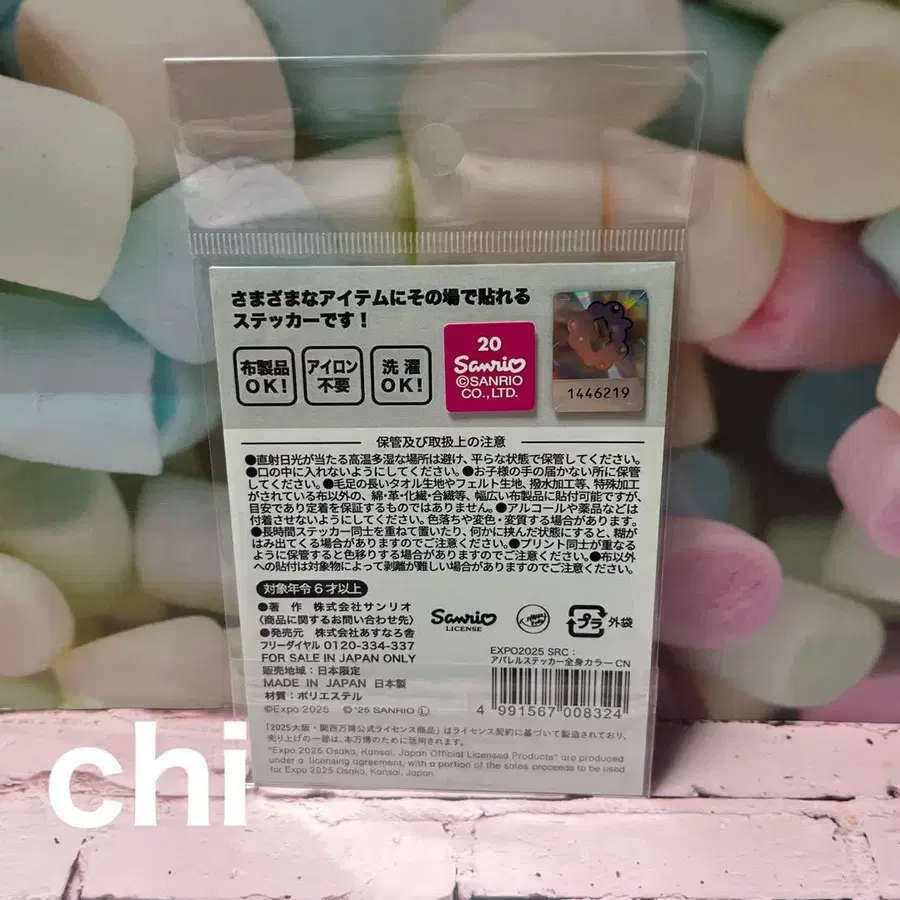 さまざまなアイテムにその場で貼れる
ステッカーです！
布製品
OK!
アイロン
不要
洗濯
OK!
20
Sanrio
©SANRIO
CO., LTD.
1446219
保管及び取扱上の注意
●直射日光が当たる高温多湿な場所は避け、平らな状態で保管してください。
●口の中に入れないようにしてください。●お子様の手の届かない所に保管
してください。●毛足の長いタオル生地やフェルト生地、撥水加工等、特殊加工
がされている布以外の、綿・革・化繊・合繊等、幅広い布製品に貼付可能ですが、
目安であり定着を保証するものではありません。●アルコールや薬品などは
付着させないようにしてください。色落ちや変色・変質する場合があります。
●長時間ステッカー同士を重ねて置いたり、何かに挟んだ状態にすると、糊が
はみ出てくる場合がありますのでご注意ください。●プリント同士が重なる
ように保管すると色移りする場合がありますのでご注意ください。●布以外
への貼付は対象物によって剥離が難しい場合がありますのでご注意ください。
対象年令6才以上
●著作 株式会社サンリオ
〈商品に関するお問い合わせ先〉
●発売元 株式会社あすなろ舎
フリーダイヤル 0120-334-337
FOR SALE IN JAPAN ONLY
販売地域：日本限定
MADE IN JAPAN 日本製
材質：ポリエステル
©Expo 2025 © '25 SANRIO Ⓛ
Sanrio
LICENSE
プラ 外袋
EXPO2025 SRC：
アパレルステッカー全身カラー CN
4 991567 008324
「2025大阪・関西万博公式ライセンス商品」はライセンス契約に基づいて製造されており、
売り上げの一部は、本万博のために活用されます。
"Expo 2025 Osaka, Kansai, Japan Official Licensed Products" are produced
under a licensing agreement, with a portion of the sales proceeds to be used
for Expo 2025 Osaka, Kansai, Japan.
chi